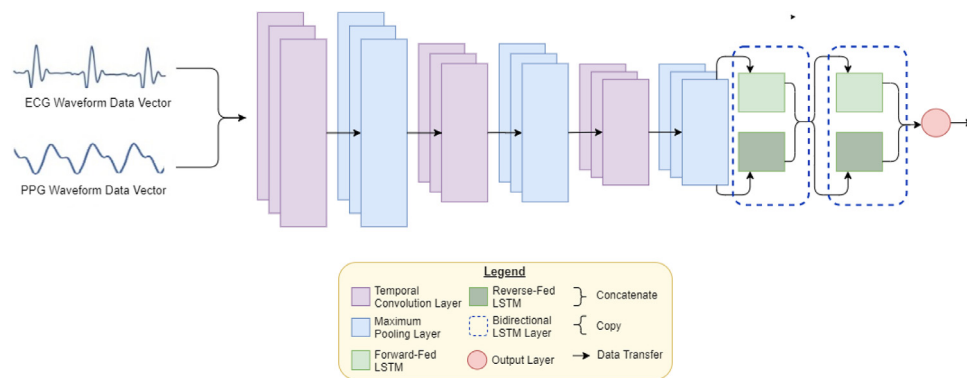 ECG Waveform Data Vector
PPG Waveform Data Vector
Legend
Temporal
Convolution Layer
Reverse-Fed
LSTM
Concatenate
Maximum
Pooling Layer
Bidirectional
LSTM Layer
Copy
Forward-Fed
LSTM
Output Layer
Data Transfer